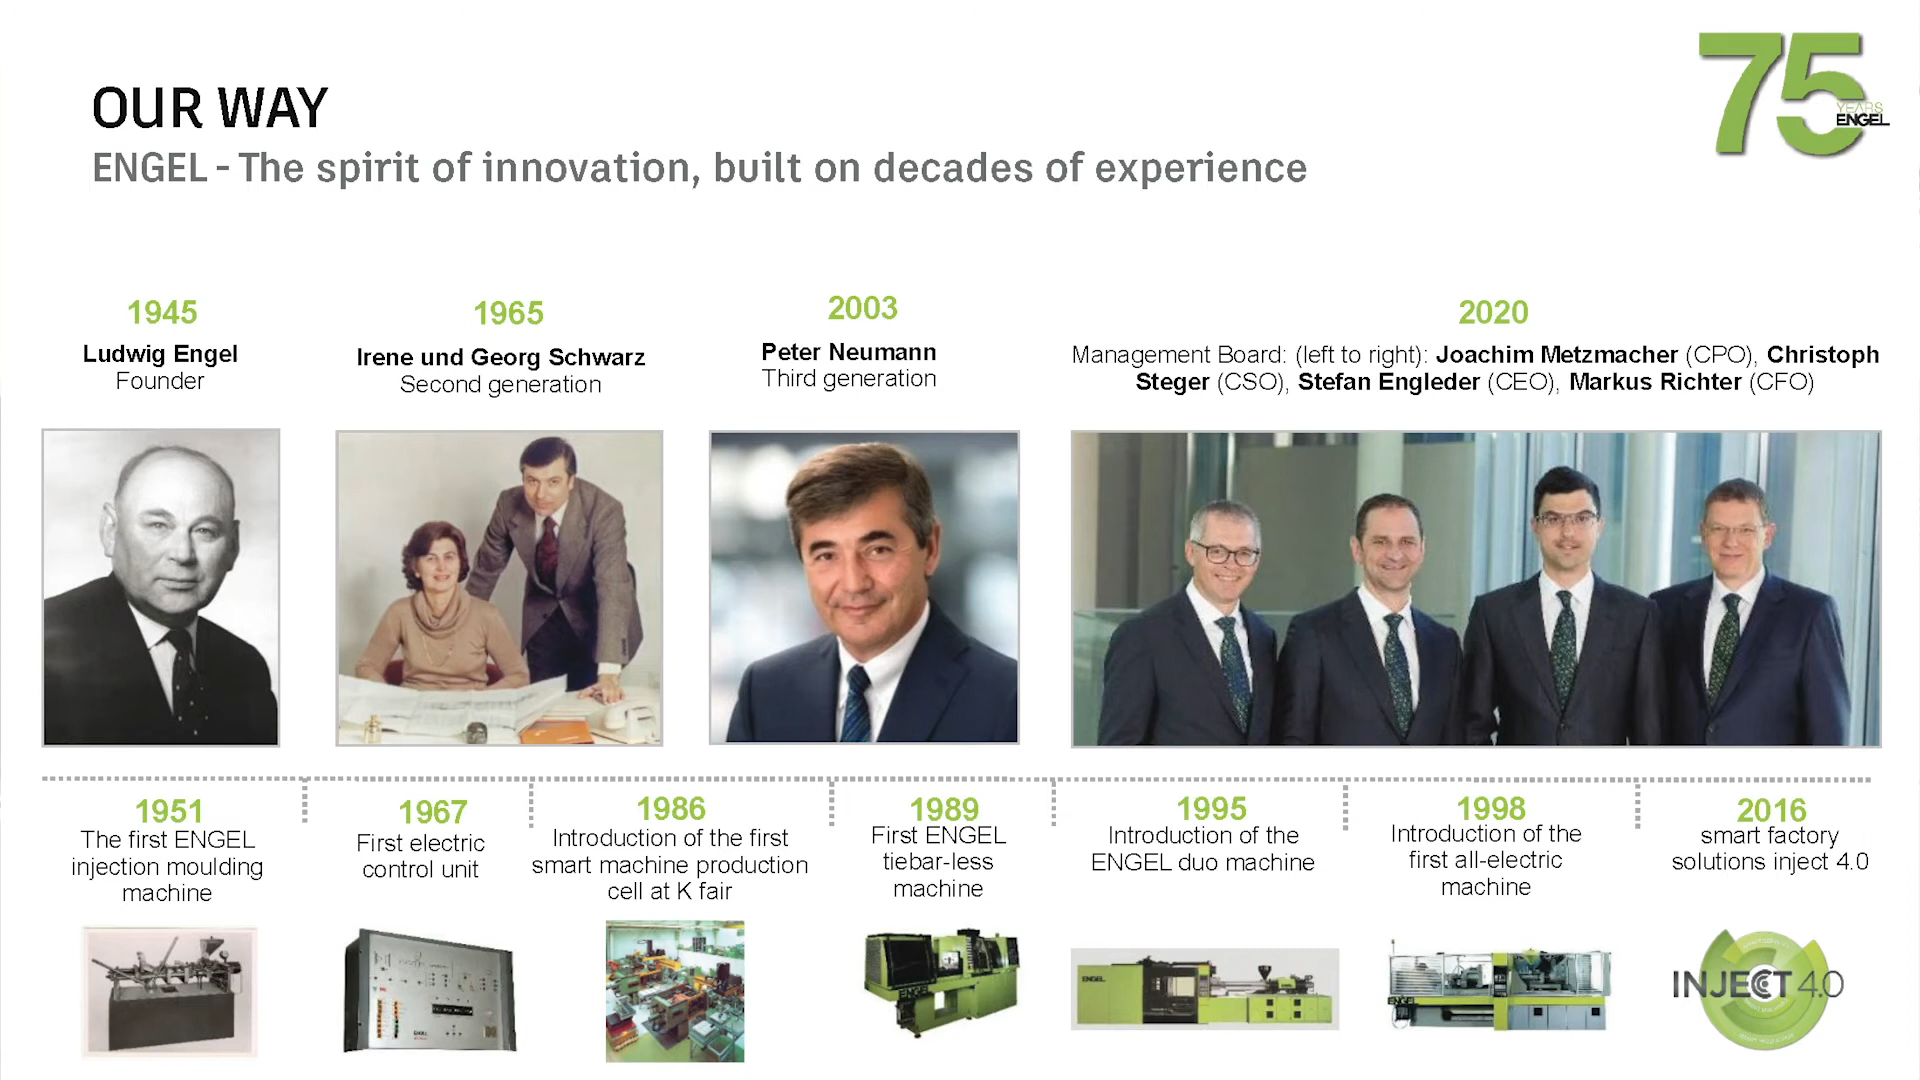 OUR WAY
ENGEL - The spirit of innovation, built on decades of experience
75
YEARS
ENGEL
1945
Ludwig Engel
Founder
1965
Irene und Georg Schwarz
Second generation
2003
Peter Neumann
Third generation
2020
Management Board: (left to right): Joachim Metzmacher (CPO), Christoph
Steger (CSO), Stefan Engleder (CEO), Markus Richter (CFO)
1951
The first ENGEL
injection moulding
machine
1967
First electric
control unit
1986
Introduction of the first
smart machine production
cell at K fair
1989
First ENGEL
tiebar-less
machine
1995
Introduction of the
ENGEL duo machine
1998
Introduction of the
first all-electric
machine
2016
smart factory
solutions inject 4.0
ENGEL
ENGEL
ENGEL
INJECT 4.0